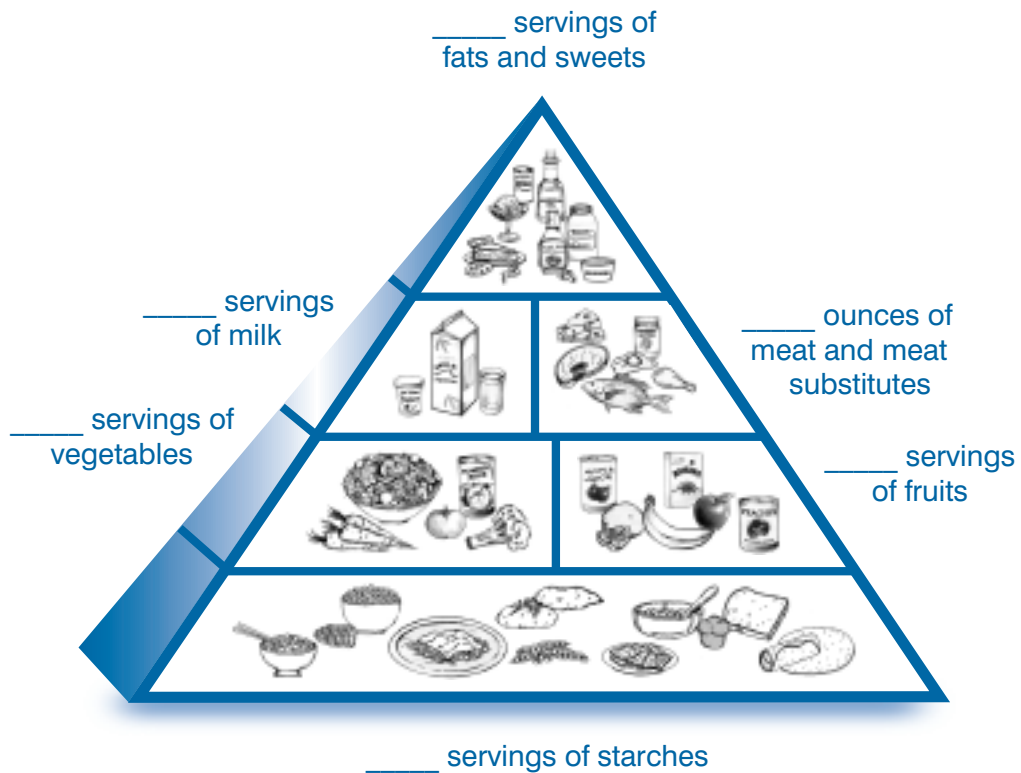 _____ servings of
fats and sweets
_____ servings
of milk
_____ ounces of
meat and meat
substitutes
_____ servings of
vegetables
_____ servings
of fruits
_____ servings of starches